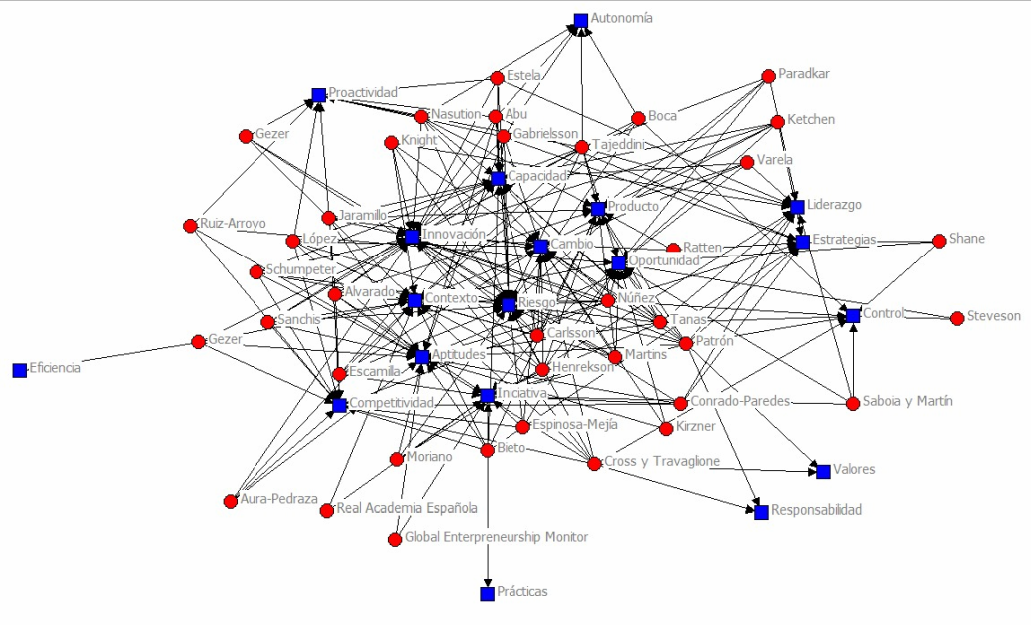 Autonomía
Estela
Paradkar
Proactividad
Nasution
Abu
Boca
Ketchen
Gezer
Knight
Gabrielsson
Tajeddini
Varela
Capacidad
Jaramillo
Producto
Liderazgo
Ruiz-Arroyo
López
Innovación
Cambio
Ratten
Estrategias
Shane
Schumpeter
Oportunidad
Alvarado
Contexto
Riesgo
Núñez
Sanchis
Tanas
Control
Steveson
Gezer
Carlsson
Patrón
Eficiencia
Aptitudes
Martins
Escamilla
Henrekson
Competitividad
Inciativa
Conrado-Paredes
Saboia y Martín
Espinosa-Mejía
Kirzner
Bieto
Moriano
Cross y Travaglione
Valores
Aura-Pedraza
Real Academia Española
Responsabilidad
Global Enterpreneurship Monitor
Prácticas